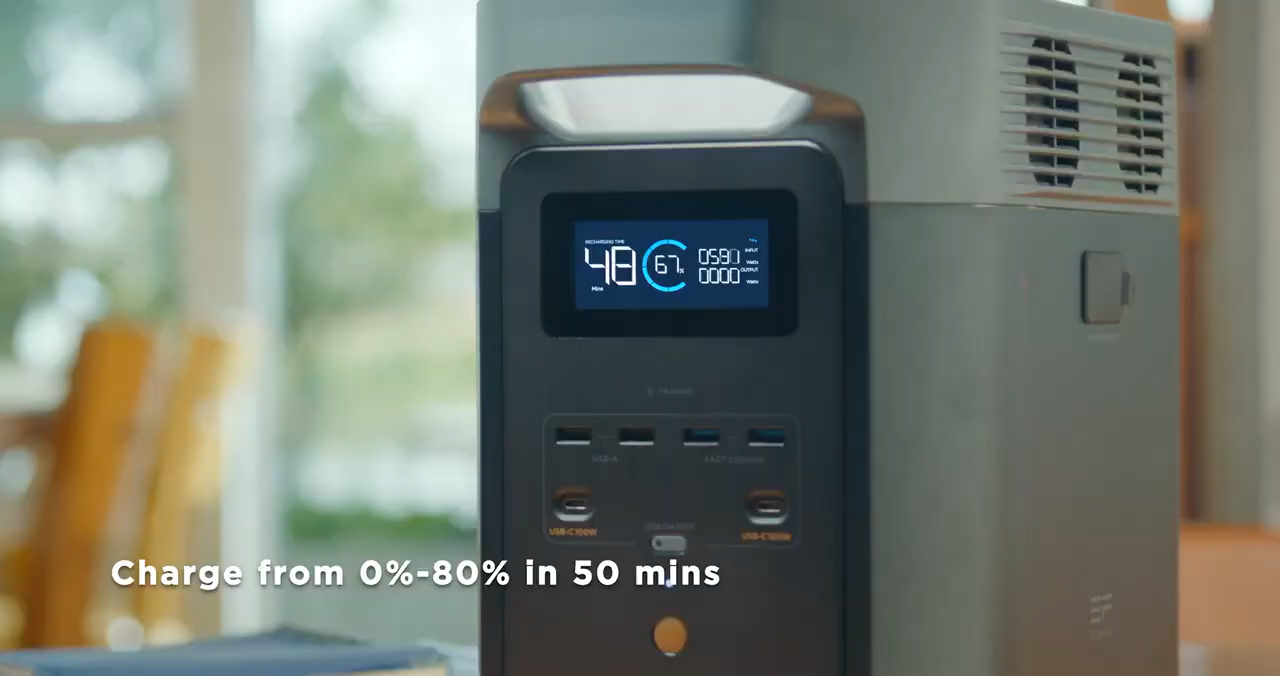 RECHARGING TIME
48
Mins
67%
0580
INPUT
Watts
0000
OUTPUT
Watts
USB-A
FAST CHARGE
USB-C 100W
USB-C 100W
Charge from 0%-80% in 50 mins